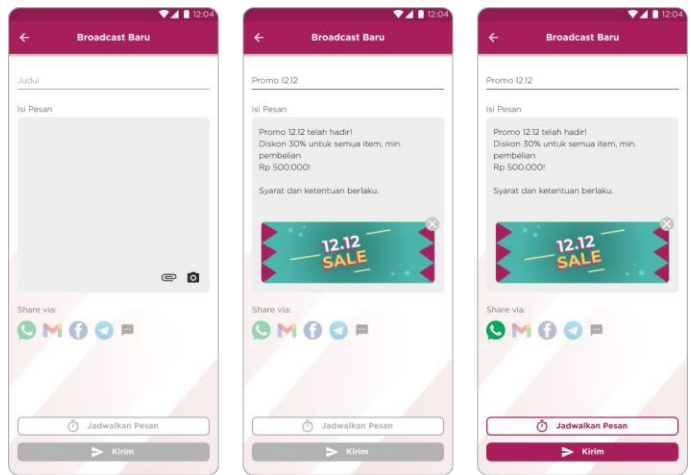 12:04
Broadcast Baru
Judul
Isi Pesan
Share via:
Jadwalkan Pesan
Kirim
12:04
Broadcast Baru
Promo 12.12
Isi Pesan
Promo 12.12 telah hadir!
Diskon 30% untuk semua item, min.
pembelian
Rp 500.000!
Syarat dan ketentuan berlaku.
12.12
SALE
Share via:
Jadwalkan Pesan
Kirim
12:04
Broadcast Baru
Promo 12.12
Isi Pesan
Promo 12.12 telah hadir!
Diskon 30% untuk semua item, min.
pembelian
Rp 500.000!
Syarat dan ketentuan berlaku.
12.12
SALE
Share via:
Jadwalkan Pesan
Kirim